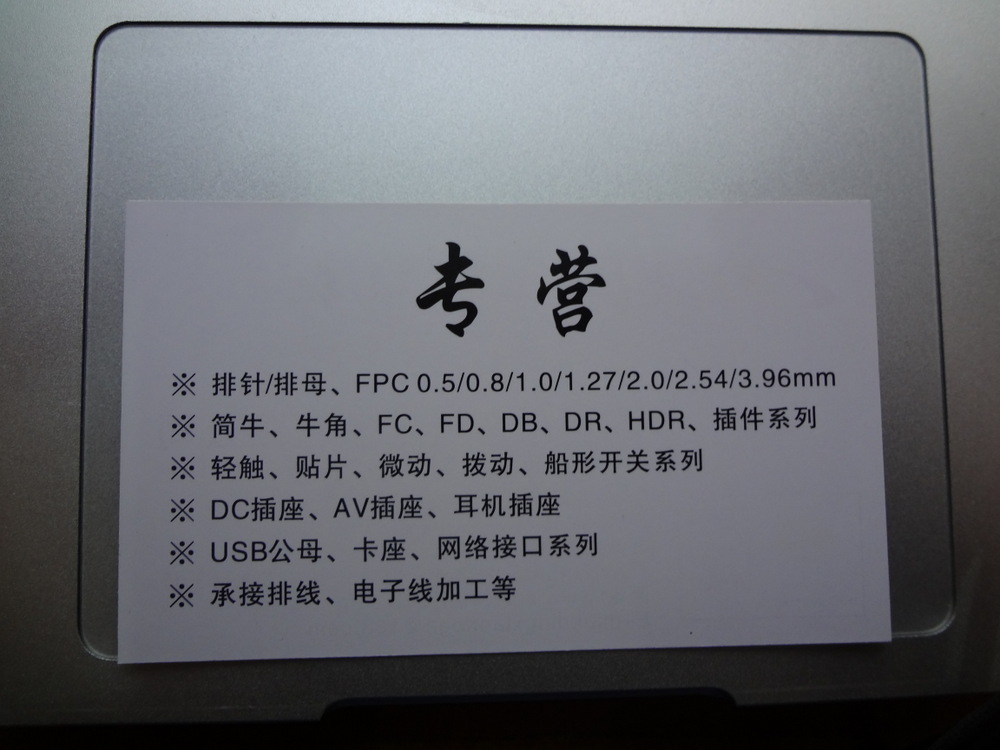 专 营
※ 排针/排母、FPC 0.5/0.8/1.0/1.27/2.0/2.54/3.96mm
※ 简牛、牛角、FC、FD、DB、DR、HDR、插件系列
※ 轻触、贴片、微动、拨动、船形开关系列
※ DC插座、AV插座、耳机插座
※ USB公母、卡座、网络接口系列
※ 承接排线、电子线加工等